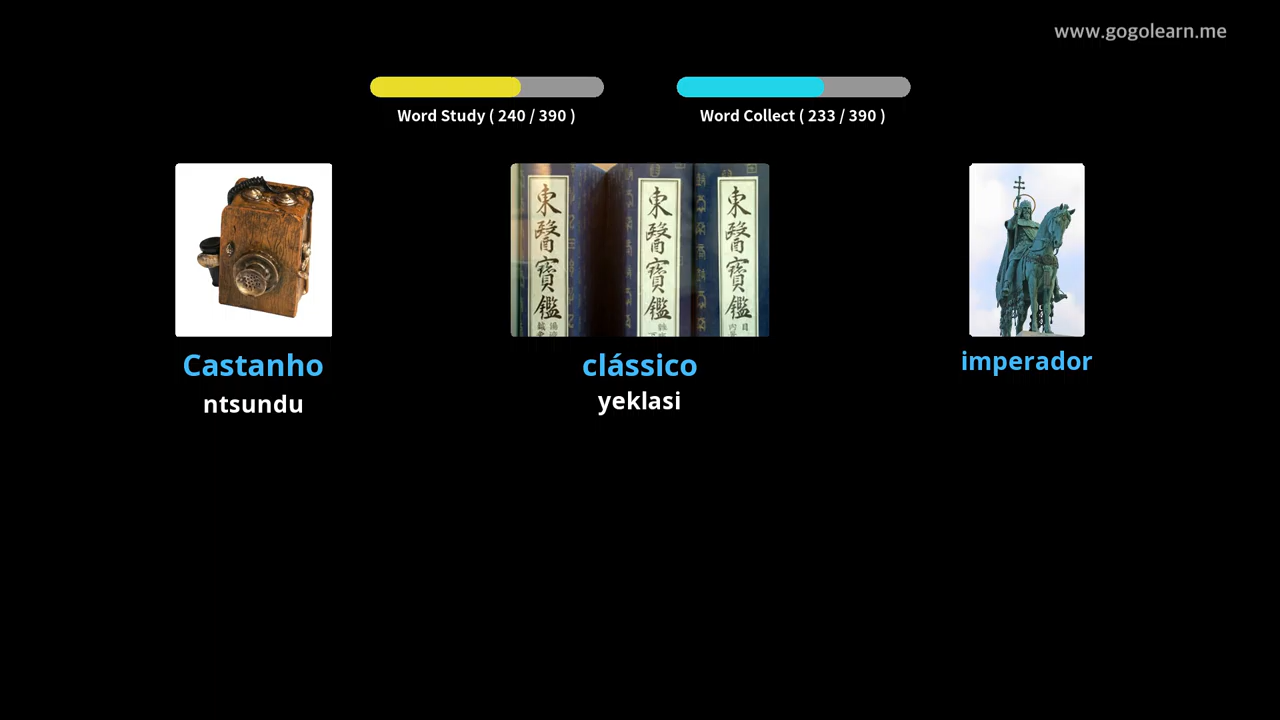 www.gogolearn.me
Word Study ( 240 / 390 )
Word Collect ( 233 / 390 )
東醫寶鑑
東醫寶鑑
東醫寶鑑
Castanho
clássico
imperador
ntsundu
yeklasi